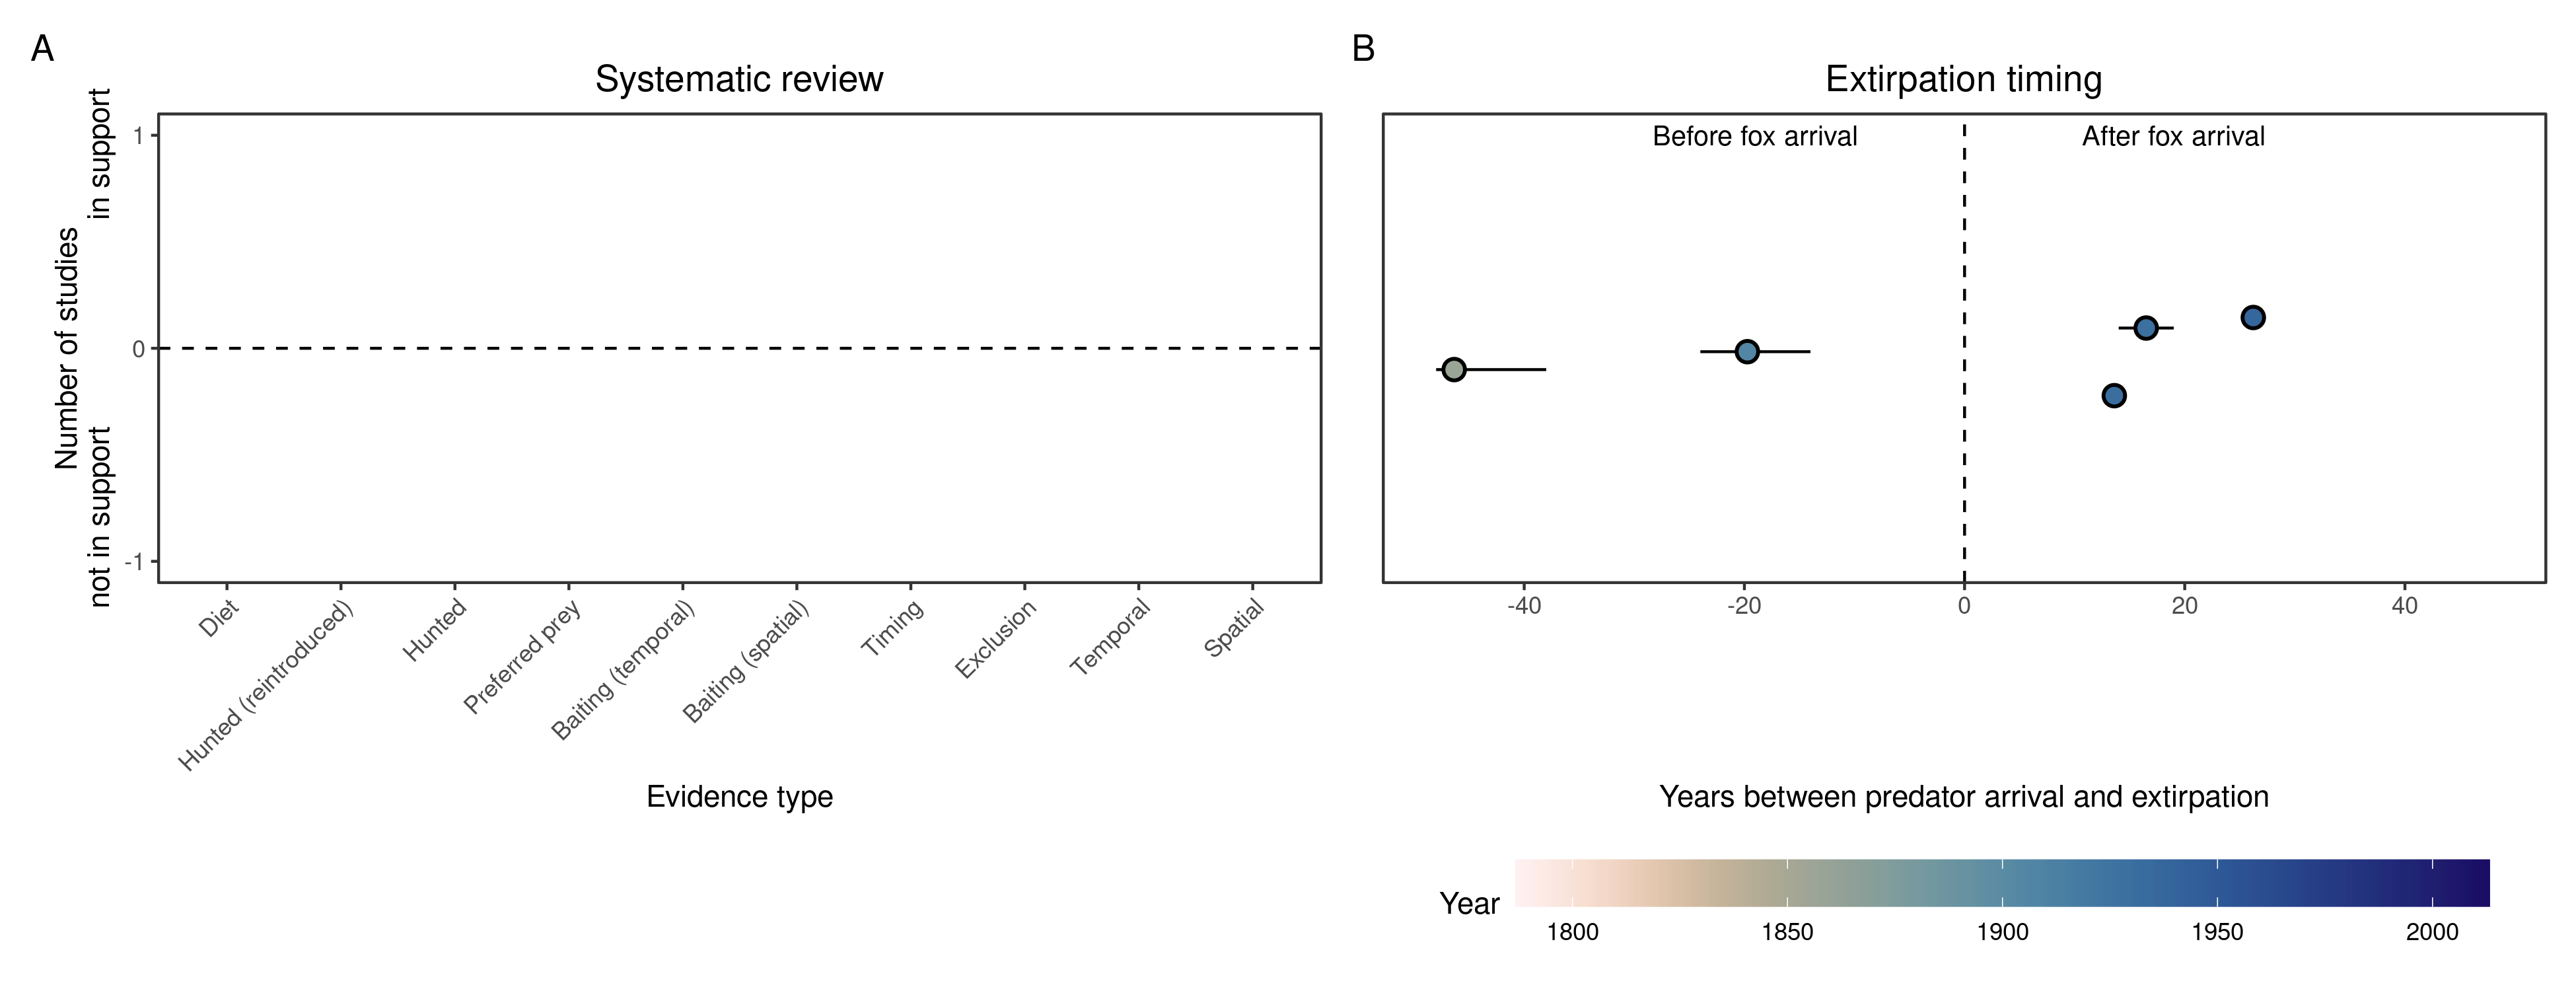 A
Systematic review
Number of studies
not in support
in support
1
0
-1
Diet
Hunted (reintroduced)
Hunted
Preferred prey
Baiting (temporal)
Baiting (spatial)
Timing
Exclusion
Temporal
Spatial
Evidence type
B
Extirpation timing
Before fox arrival
After fox arrival
-40
-20
0
20
40
Years between predator arrival and extirpation
Year
1800
1850
1900
1950
2000